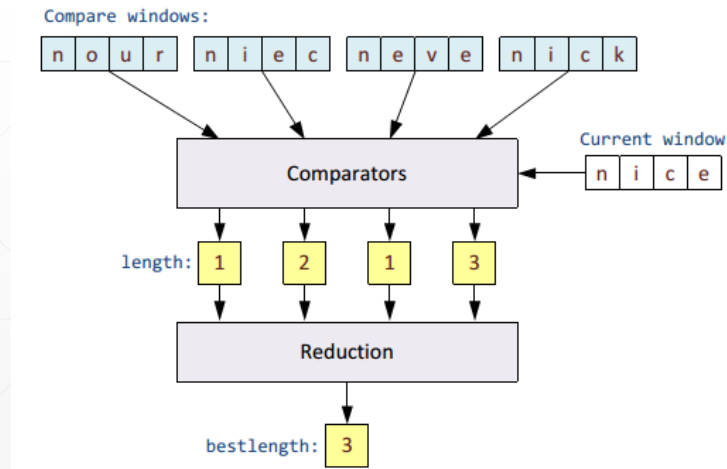 Compare windows:
n o u r n i e c n e v e n i c k
Current window
Comparators
n i c e
length: 1 2 1 3
Reduction
bestlength: 3